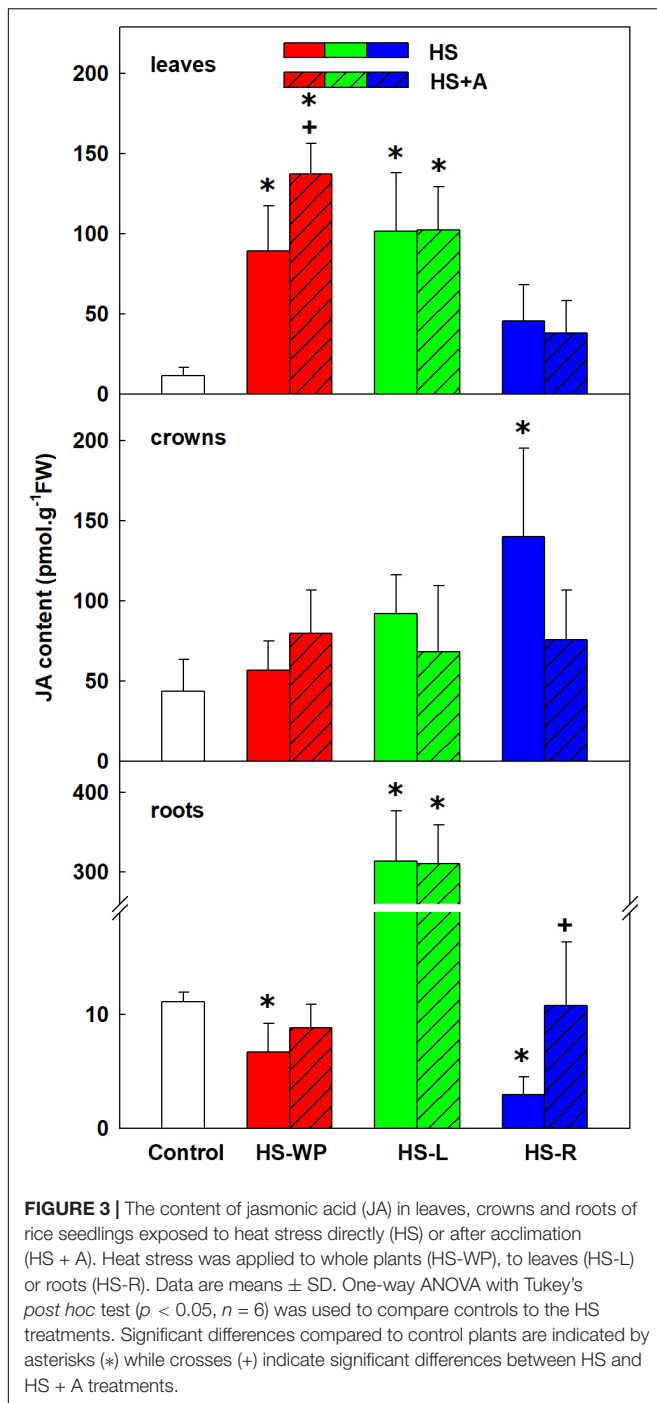 leaves
HS
HS+A
200
150
100
50
0
*
*
+
*
*
crowns
200
150
100
50
0
*
JA content (pmol.g⁻¹FW)
roots
400
300
10
0
*
*
*
*
+
Control HS-WP HS-L HS-R
FIGURE 3 | The content of jasmonic acid (JA) in leaves, crowns and roots of
rice seedlings exposed to heat stress directly (HS) or after acclimation
(HS + A). Heat stress was applied to whole plants (HS-WP), to leaves (HS-L)
or roots (HS-R). Data are means ± SD. One-way ANOVA with Tukey's
post hoc test (p < 0.05, n = 6) was used to compare controls to the HS
treatments. Significant differences compared to control plants are indicated by
asterisks (*) while crosses (+) indicate significant differences between HS and
HS + A treatments.